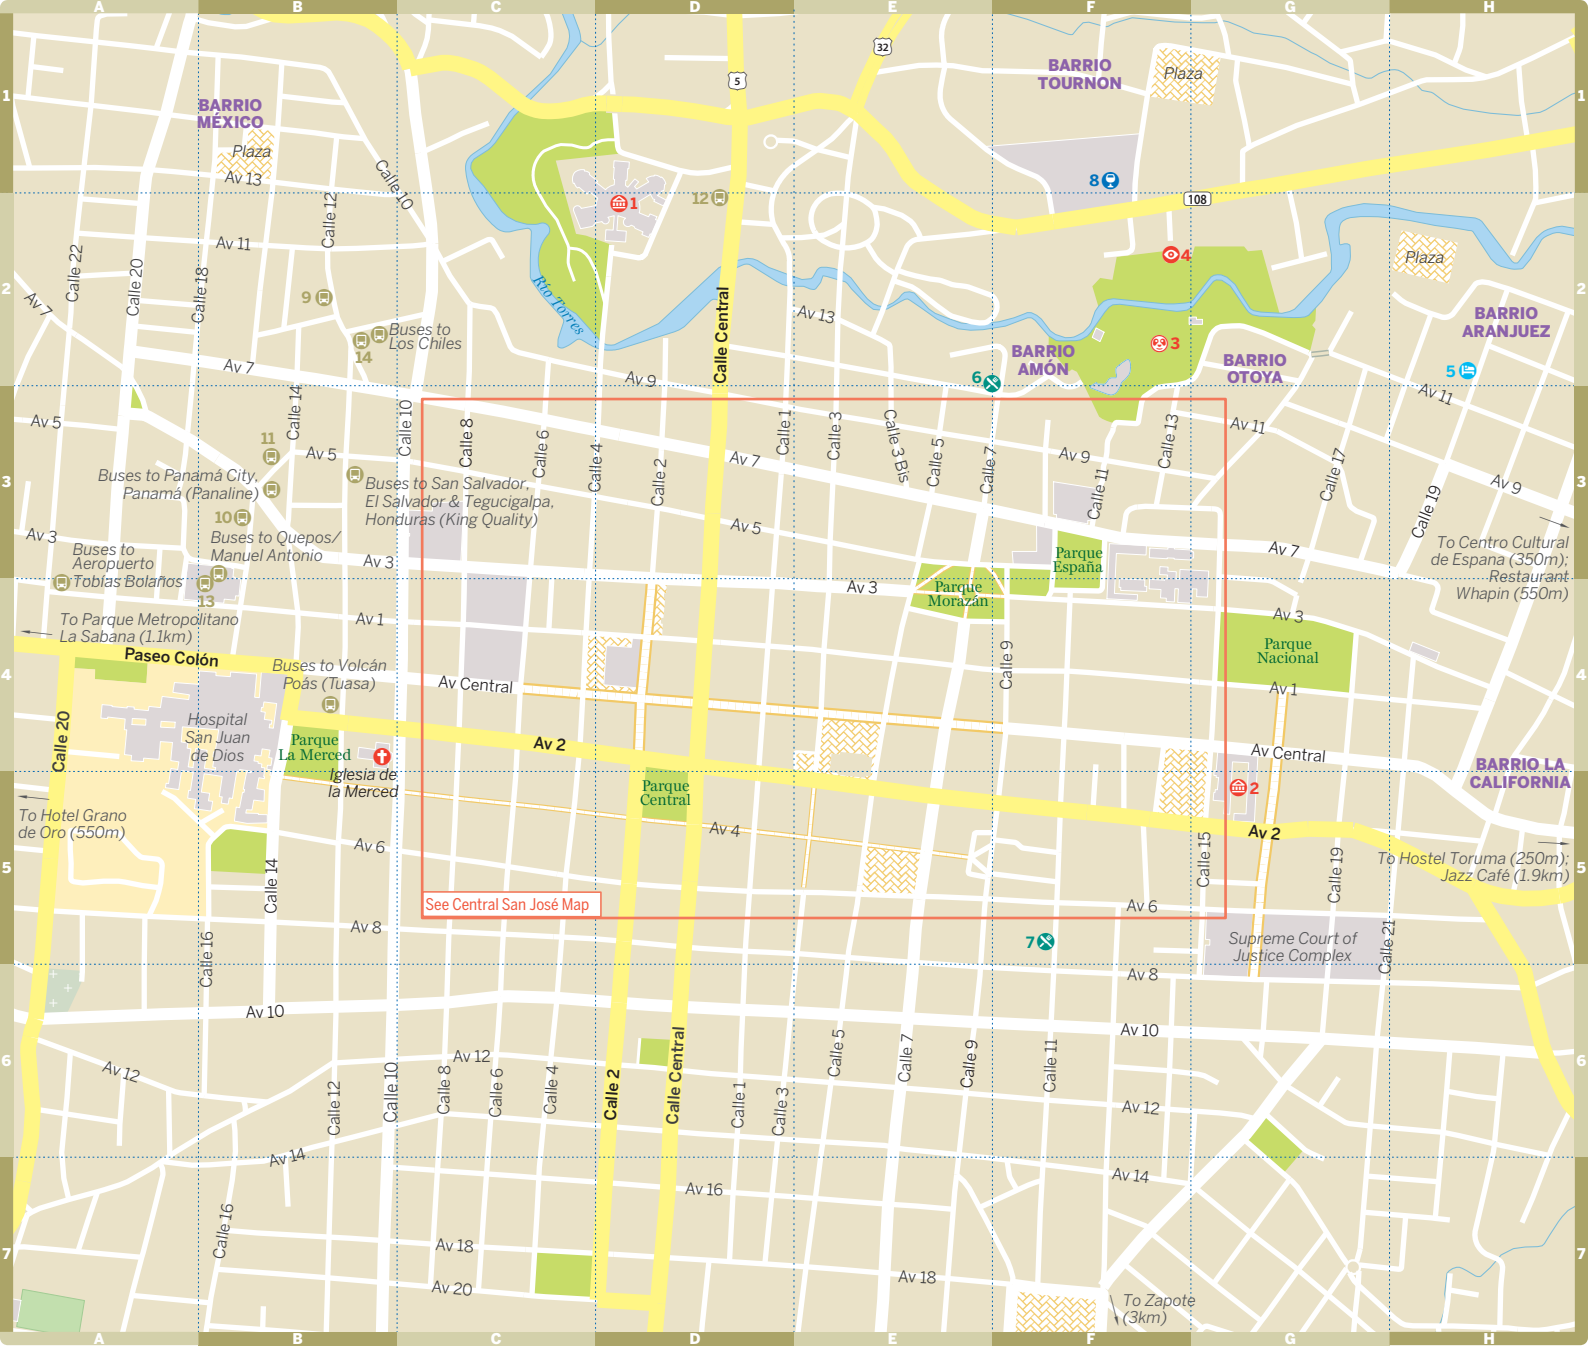 A B C D E F G H
1
2
3
4
5
6
7
1
2
3
4
5
6
7
A B C D E F G H
32
5
108
BARRIO
TOURNON
Plaza
BARRIO
MÉXICO
Plaza
Av 13
Calle 10
Calle 12
8
1
12
4
Av 11
Calle 22
Calle 20
Calle 18
Av 7
9
Buses to
Los Chiles
14
Río Torres
Calle Central
Av 13
Plaza
BARRIO
ARANJUEZ
3
BARRIO
AMÓN
BARRIO
OTOYA
5
6
Av 7
Av 9
Av 11
Av 5
Calle 14
Calle 10
Calle 8
Calle 6
Calle 4
Calle 2
Calle 1
Calle 3
Calle 3 Bis
Calle 5
Calle 7
Av 9
Calle 11
Calle 13
Av 11
Calle 17
Calle 19
Av 9
11
Av 5
Av 7
Buses to Panamá City,
Panamá (Panaline)
Buses to San Salvador,
El Salvador & Tegucigalpa,
Honduras (King Quality)
10
Av 5
Av 3
Buses to Quepos/
Manuel Antonio
Buses to
Aeropuerto
Tobías Bolaños
13
Av 3
Av 3
Parque
España
Parque
Morazán
Av 7
To Centro Cultural
de Espana (350m);
Restaurant
Whapin (550m)
To Parque Metropolitano
La Sabana (1.1km)
Av 1
Av 3
Paseo Colón
Buses to Volcán
Poás (Tuasa)
Av Central
Calle 9
Parque
Nacional
Av 1
Calle 20
Hospital
San Juan
de Dios
Parque
La Merced
Iglesia de
la Merced
Av 2
Av Central
BARRIO LA
CALIFORNIA
To Hotel Grano
de Oro (550m)
Parque
Central
2
Av 4
Av 2
Av 6
Calle 14
Calle 15
Calle 19
To Hostel Toruma (250m);
Jazz Café (1.9km)
See Central San José Map
Av 6
Av 8
Calle 16
7
Supreme Court of
Justice Complex
Calle 21
Av 8
Av 10
Av 10
Av 12
Av 12
Calle 12
Calle 10
Calle 8
Calle 6
Calle 4
Calle 2
Calle Central
Calle 1
Calle 3
Calle 5
Calle 7
Calle 9
Calle 11
Av 12
Av 14
Av 14
Av 16
Calle 16
Av 18
Av 18
Av 20
To Zapote
(3km)